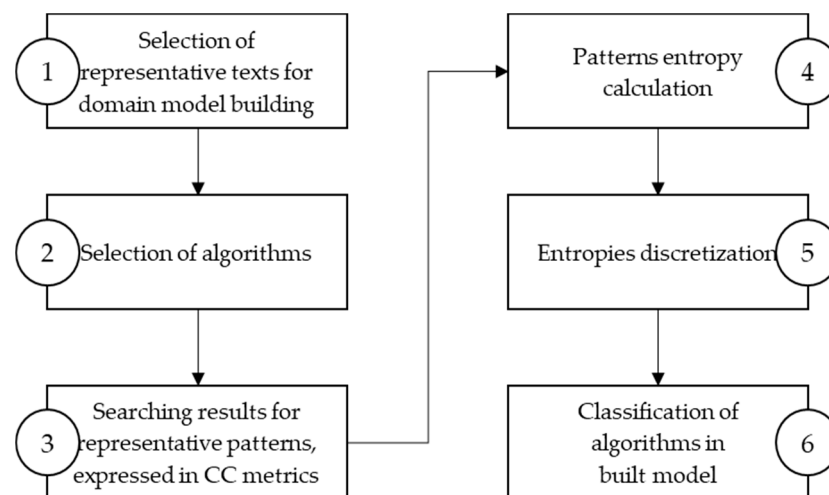 1
Selection of
representative texts for
domain model building
2
Selection of algorithms
3
Searching results for
representative patterns,
expressed in CC metrics
4
Patterns entropy
calculation
5
Entropies discretization
6
Classification of
algorithms in
built model